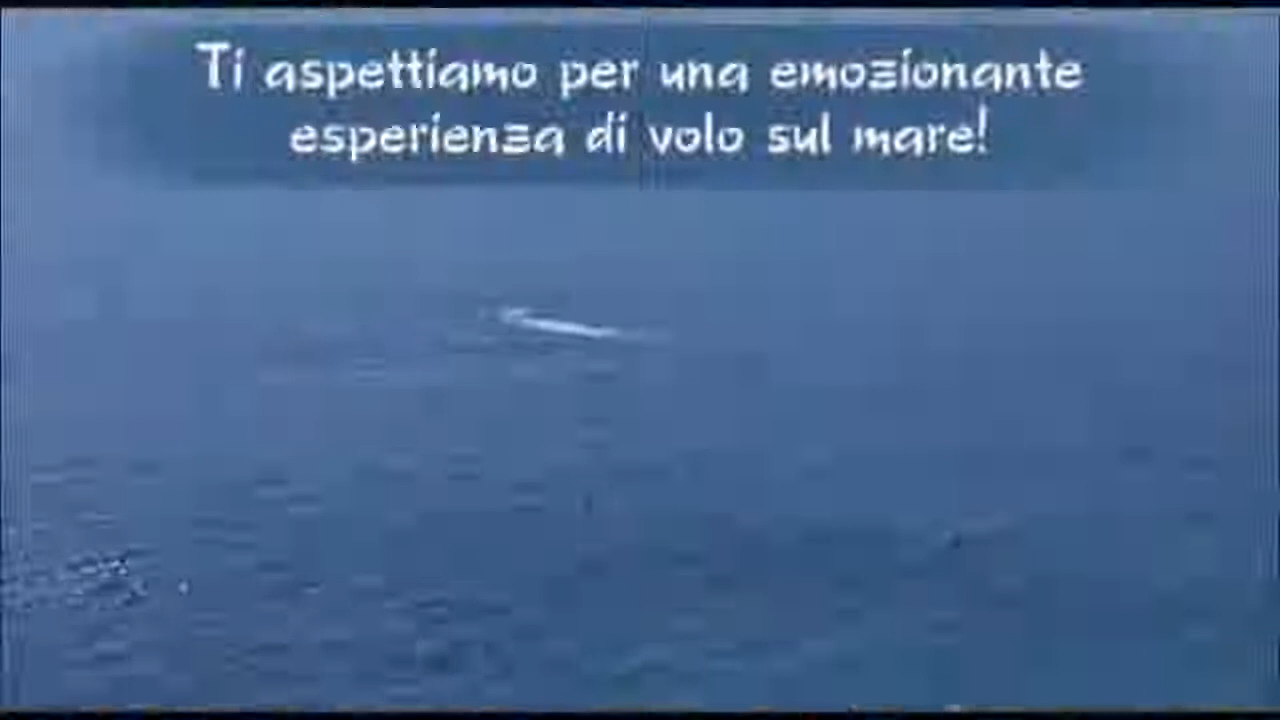 Ti aspettiamo per una emozionante
esperienza di volo sul mare!